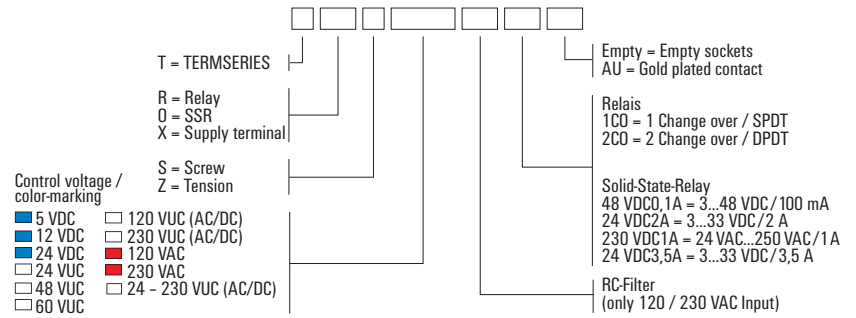 T = TERMSERIES
R = Relay
O = SSR
X = Supply terminal
S = Screw
Z = Tension
Control voltage /
color-marking
5 VDC
12 VDC
24 VDC
24 VUC
48 VUC
60 VUC
120 VUC (AC/DC)
230 VUC (AC/DC)
120 VAC
230 VAC
24 – 230 VUC (AC/DC)
Empty = Empty sockets
AU = Gold plated contact
Relais
1CO = 1 Change over / SPDT
2CO = 2 Change over / DPDT
Solid-State-Relay
48 VDC0,1A = 3...48 VDC/100 mA
24 VDC2A = 3...33 VDC/2 A
230 VDC1A = 24 VAC...250 VAC/1A
24 VDC3,5A = 3...33 VDC/3,5 A
RC-Filter
(only 120 / 230 VAC Input)